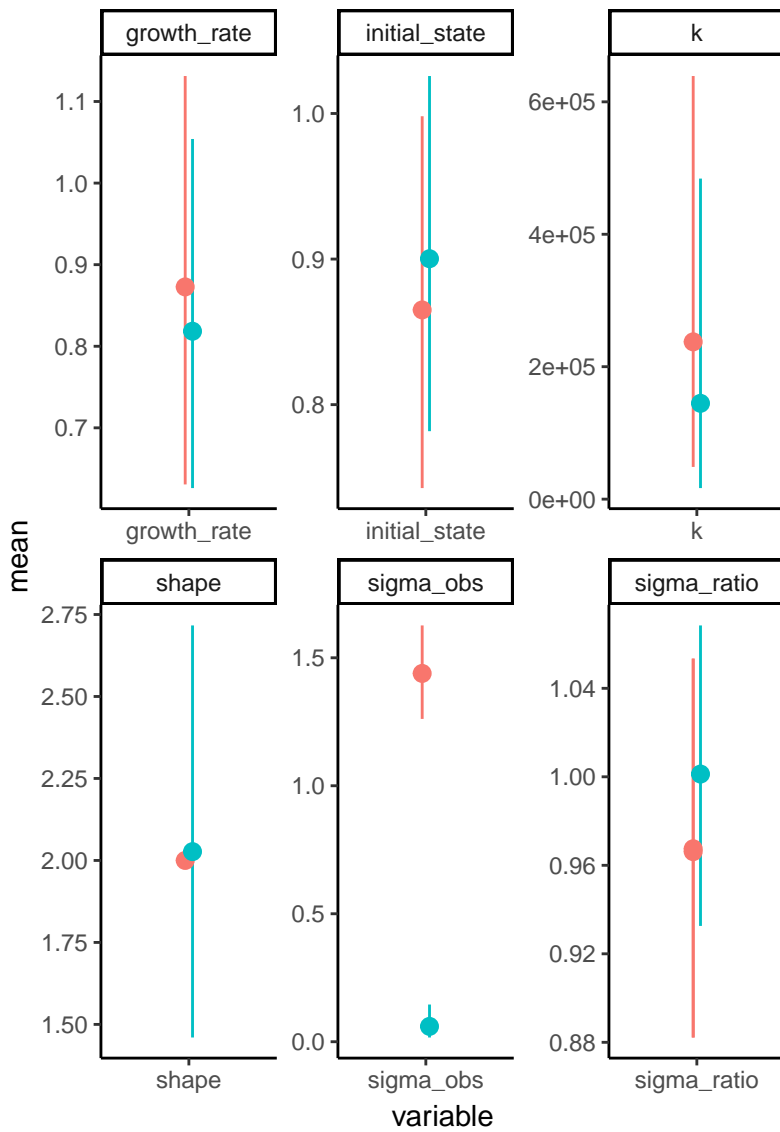 growth_rate
initial_state
k
1.1
1.0
0.9
0.8
0.7
1.0
0.9
0.8
6e+05
4e+05
2e+05
0e+00
growth_rate
initial_state
k
mean
shape
sigma_obs
sigma_ratio
2.75
2.50
2.25
2.00
1.75
1.50
1.5
1.0
0.5
0.0
1.04
1.00
0.96
0.92
0.88
shape
sigma_obs
sigma_ratio
variable